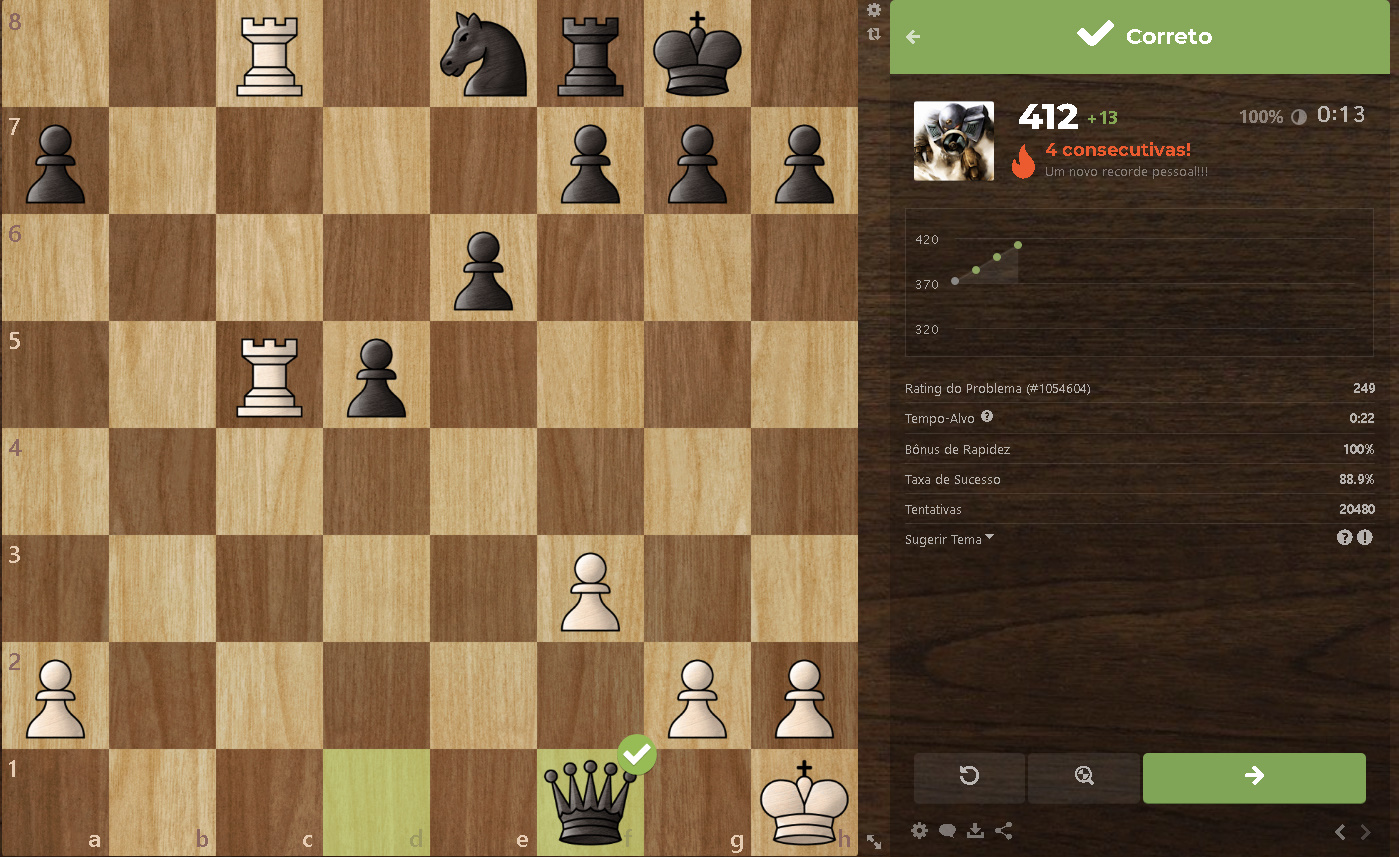 8
7
6
5
4
3
2
1
a b c d e f g h
Correto
412 +13
100% 0:13
4 consecutivas!
Um novo recorde pessoal!!!
420
370
320
Rating do Problema (#1054604) 249
Tempo-Alvo ? 0:22
Bônus de Rapidez 100%
Taxa de Sucesso 88.9%
Tentativas 20480
Sugerir Tema ? !